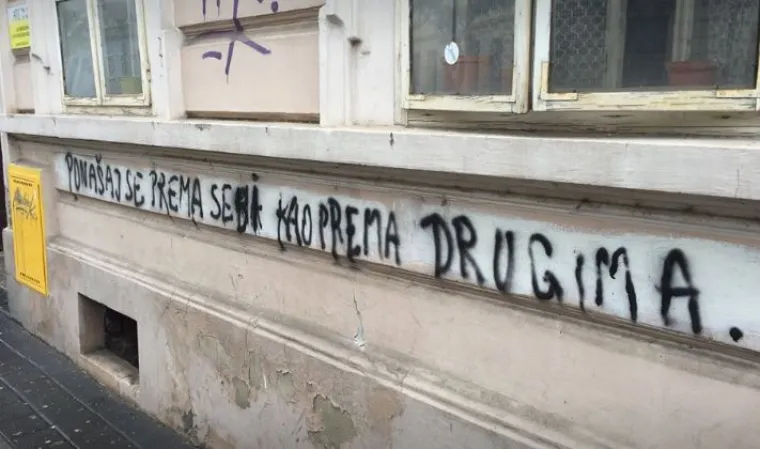 PONAŠAJ SE PREMA SEBI KAO PREMA DRUGIMA.